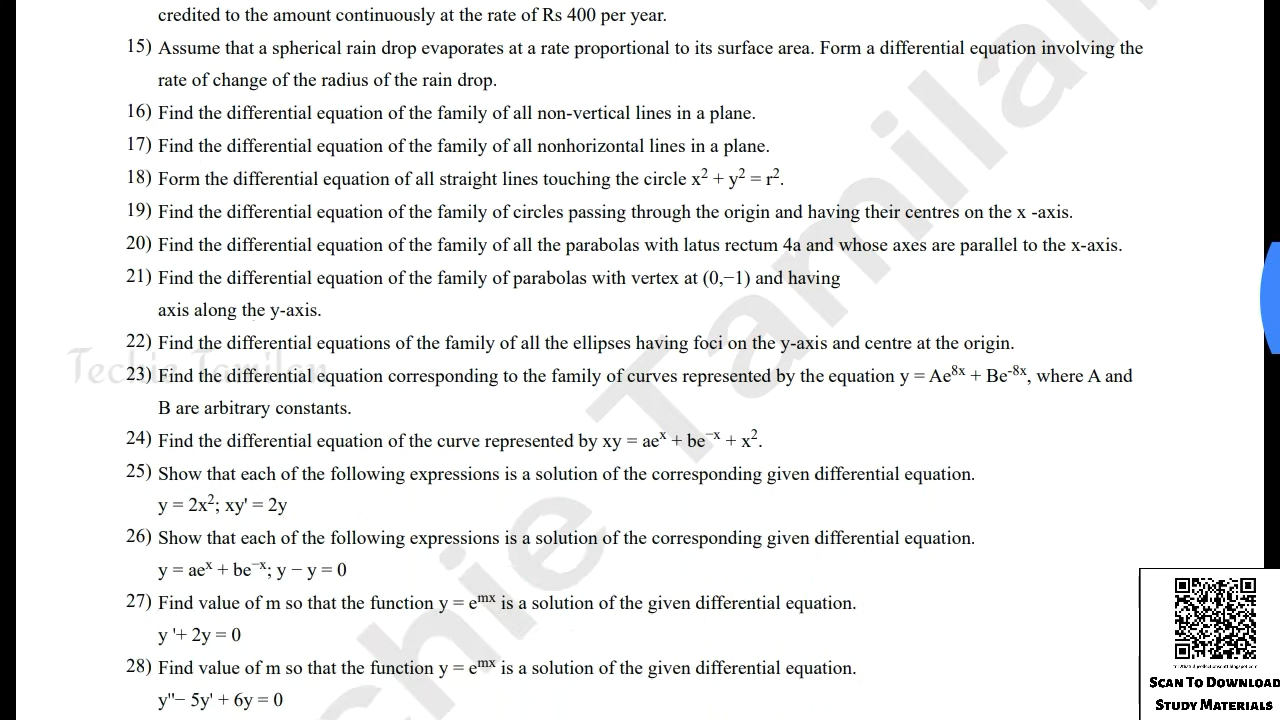 credited to the amount continuously at the rate of Rs 400 per year.
15) Assume that a spherical rain drop evaporates at a rate proportional to its surface area. Form a differential equation involving the
rate of change of the radius of the rain drop.
16) Find the differential equation of the family of all non-vertical lines in a plane.
17) Find the differential equation of the family of all nonhorizontal lines in a plane.
18) Form the differential equation of all straight lines touching the circle x² + y² = r².
19) Find the differential equation of the family of circles passing through the origin and having their centres on the x -axis.
20) Find the differential equation of the family of all the parabolas with latus rectum 4a and whose axes are parallel to the x-axis.
21) Find the differential equation of the family of parabolas with vertex at (0,−1) and having
axis along the y-axis.
22) Find the differential equations of the family of all the ellipses having foci on the y-axis and centre at the origin.
Techie Tamilan
23) Find the differential equation corresponding to the family of curves represented by the equation y = Ae⁸ˣ + Be⁻⁸ˣ, where A and
B are arbitrary constants.
24) Find the differential equation of the curve represented by xy = aeˣ + be⁻ˣ + x².
25) Show that each of the following expressions is a solution of the corresponding given differential equation.
y = 2x²; xy' = 2y
26) Show that each of the following expressions is a solution of the corresponding given differential equation.
y = aeˣ + be⁻ˣ; y − y = 0
27) Find value of m so that the function y = eᵐˣ is a solution of the given differential equation.
y '+ 2y = 0
28) Find value of m so that the function y = eᵐˣ is a solution of the given differential equation.
y''− 5y' + 6y = 0
chie Tamilan
Scan To Download
Study Materials